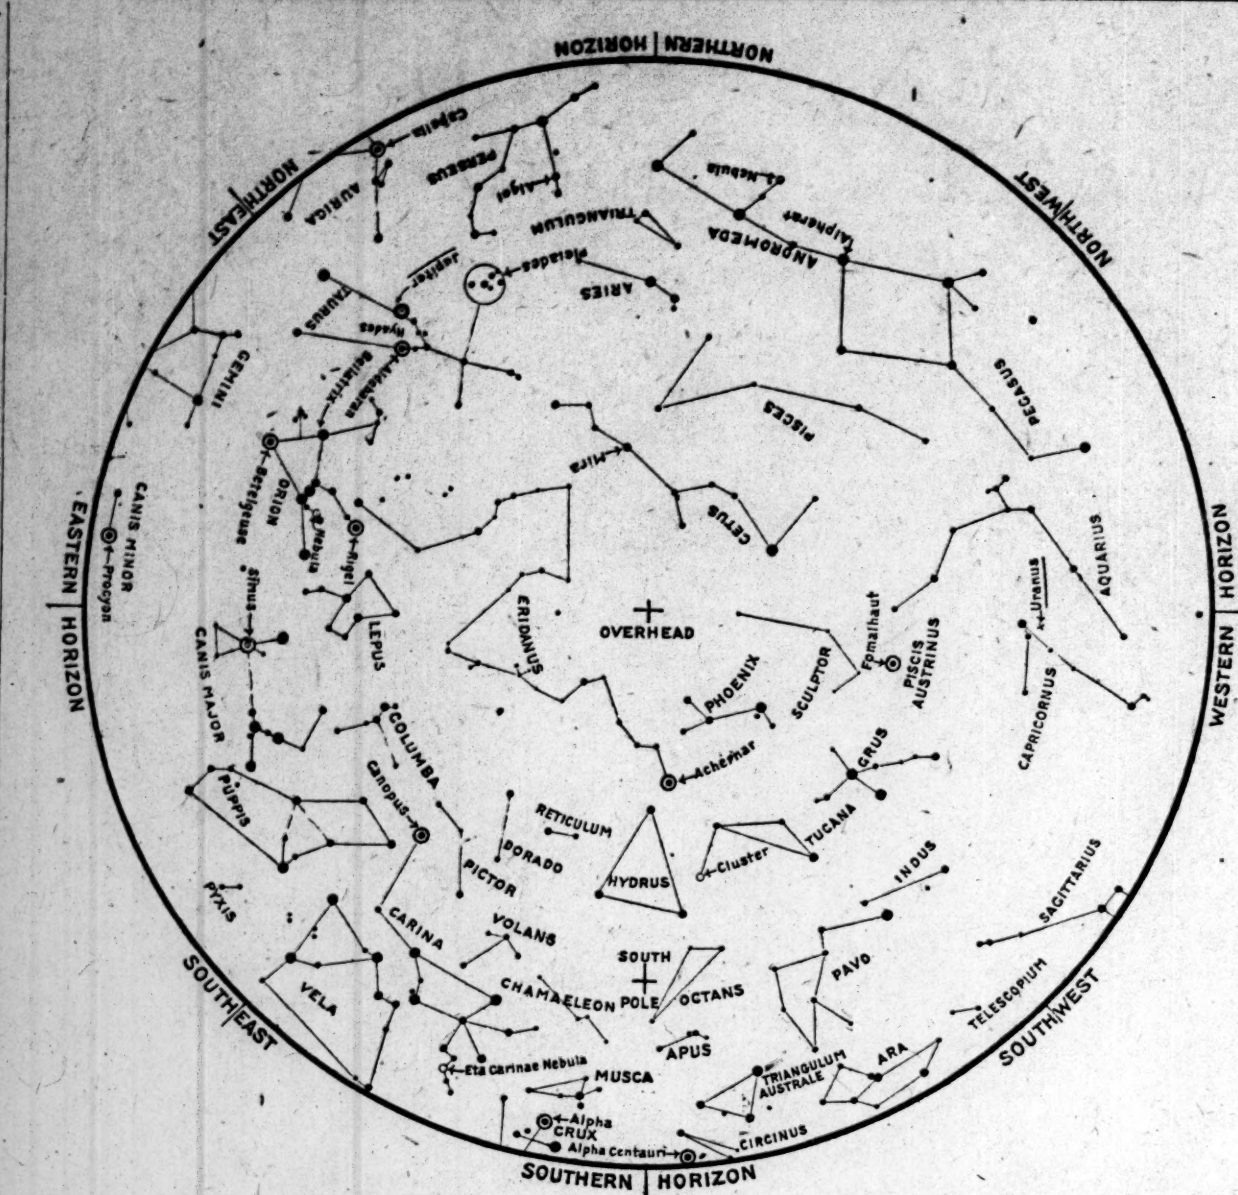 NORTHERN HORIZON
Capella
PERSEUS
AURIGA
Algol
TRIANGULUM
Nebula
Alpherat
ANDROMEDA
NORTH EAST
NORTH WEST
Jupiter
Pleiades
ARIES
TAURUS
Hyades
Aldebaran
Bellatrix
GEMINI
PISCES
PEGASUS
Mira
CETUS
Betelgeuse
ORION
Nebula
Rigel
CANIS MINOR
Procyon
EASTERN HORIZON
Sirius
CANIS MAJOR
LEPUS
ERIDANUS
OVERHEAD
AQUARIUS
Uranus
WESTERN HORIZON
Fomalhaut
PISCIS
AUSTRINUS
SCULPTOR
PHOENIX
CAPRICORNUS
COLUMBA
Canopus
Achernar
GRUS
PUPPIS
RETICULUM
DORADO
PICTOR
TUCANA
Cluster
HYDRUS
INDUS
SAGITTARIUS
PYXIS
CARINA
VOLANS
SOUTH
POLE
CHAMAELEON
OCTANS
PAVO
VELA
TELESCOPIUM
SOUTH EAST
SOUTH WEST
APUS
Eta Carinae Nebula
MUSCA
TRIANGULUM
AUSTRALE
ARA
Alpha
CRUX
Alpha Centauri
CIRCINUS
SOUTHERN HORIZON